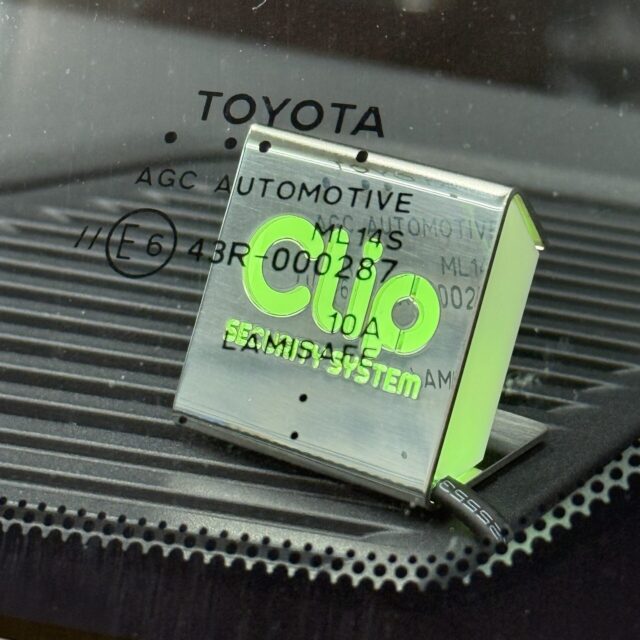 TOYOTA
AGC AUTOMOTIVE
ML14S
// E6 43R-000287
10A
LAMISAFE
Clip
SECURITY SYSTEM